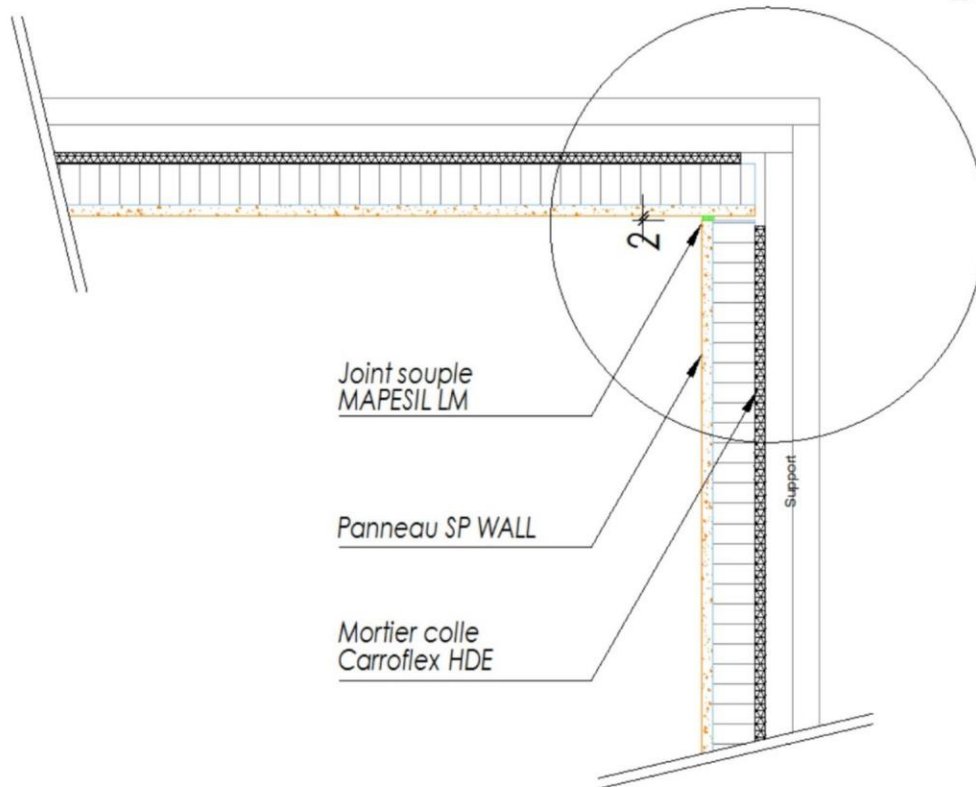 2
Joint souple
MAPESIL LM
Support
Panneau SP WALL
Mortier colle
Carroflex HDE